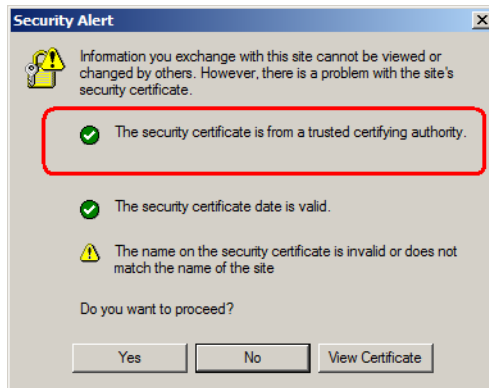 Security Alert
Information you exchange with this site cannot be viewed or
changed by others. However, there is a problem with the site's
security certificate.
The security certificate is from a trusted certifying authority.
The security certificate date is valid.
The name on the security certificate is invalid or does not
match the name of the site
Do you want to proceed?
Yes
No
View Certificate